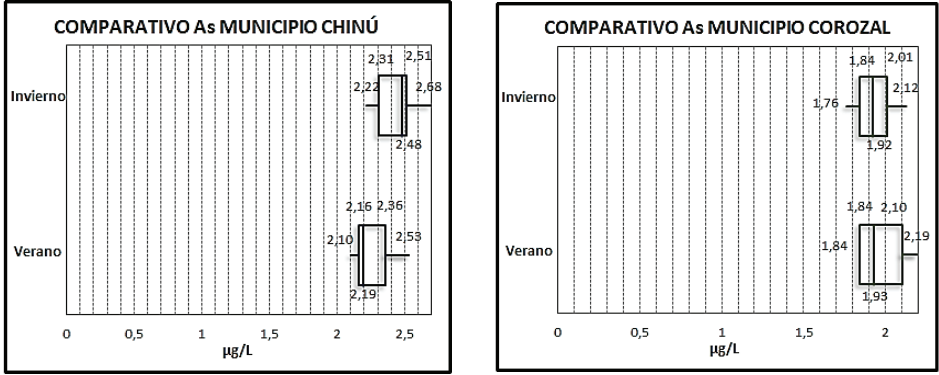 COMPARATIVO As MUNICIPIO CHINÚ
2,31 2,51
Invierno 2,22 2,68
2,48
2,16 2,36
Verano 2,10 2,53
2,19
0 0,5 1 1,5 2 2,5
µg/L
COMPARATIVO As MUNICIPIO COROZAL
1,84 2,01
Invierno 1,76 2,12
1,92
1,84 2,10
Verano 1,84 2,19
1,93
0 0,5 1 1,5 2
µg/L